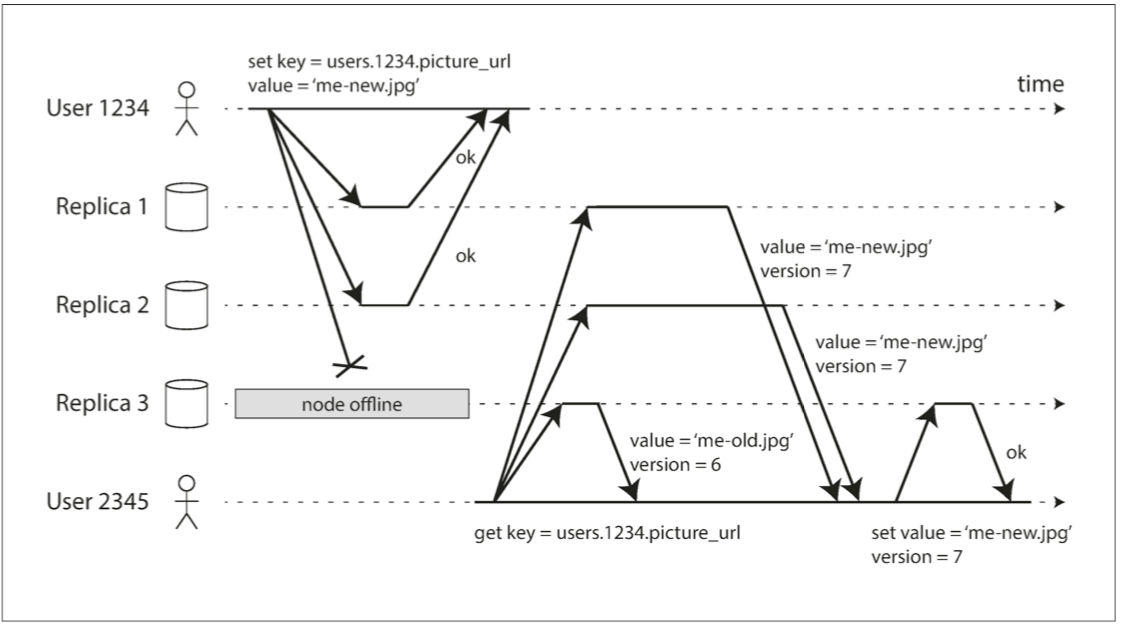 set key = users.1234.picture_url
value = ‘me-new.jpg’
time
User 1234
ok
Replica 1
ok
value = ‘me-new.jpg’
version = 7
Replica 2
value = ‘me-new.jpg’
version = 7
Replica 3
node offline
value = ‘me-old.jpg’
version = 6
ok
User 2345
get key = users.1234.picture_url
set value = ‘me-new.jpg’
version = 7